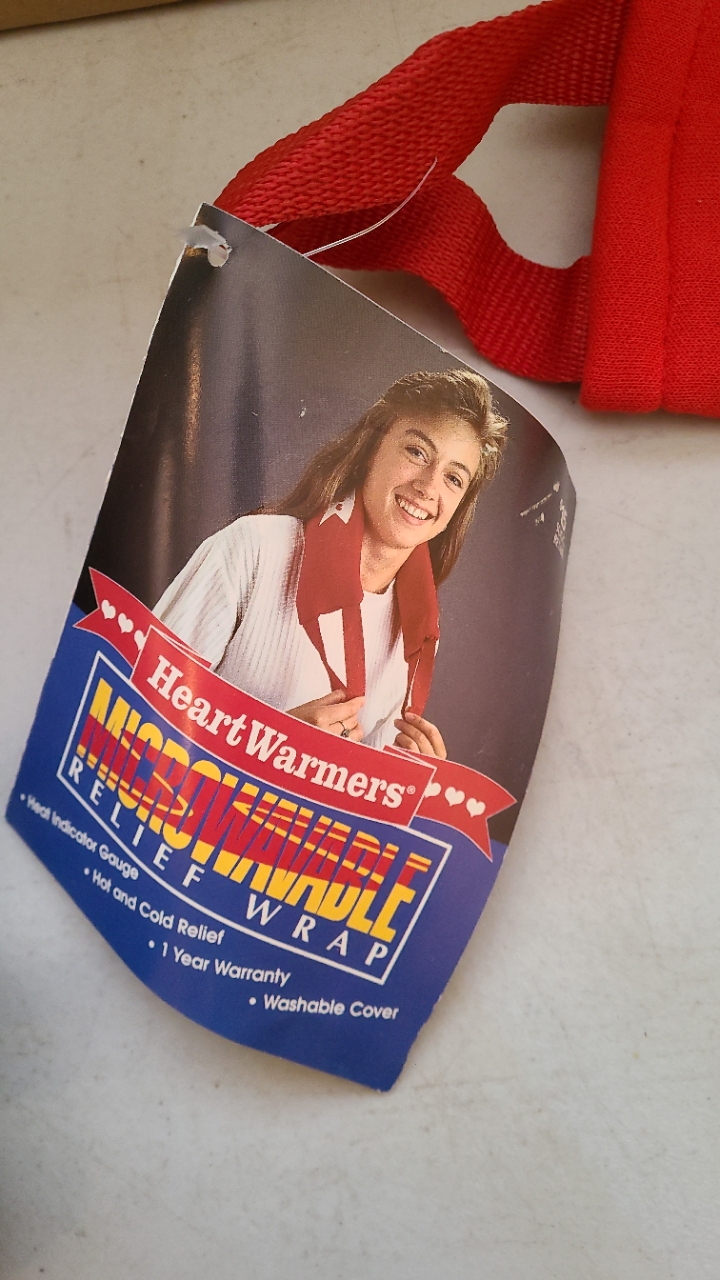 HeartWarmers®
MICROWAVABLE
RELIEF WRAP
• Heat Indicator Gauge
• Hot and Cold Relief
• 1 Year Warranty
• Washable Cover